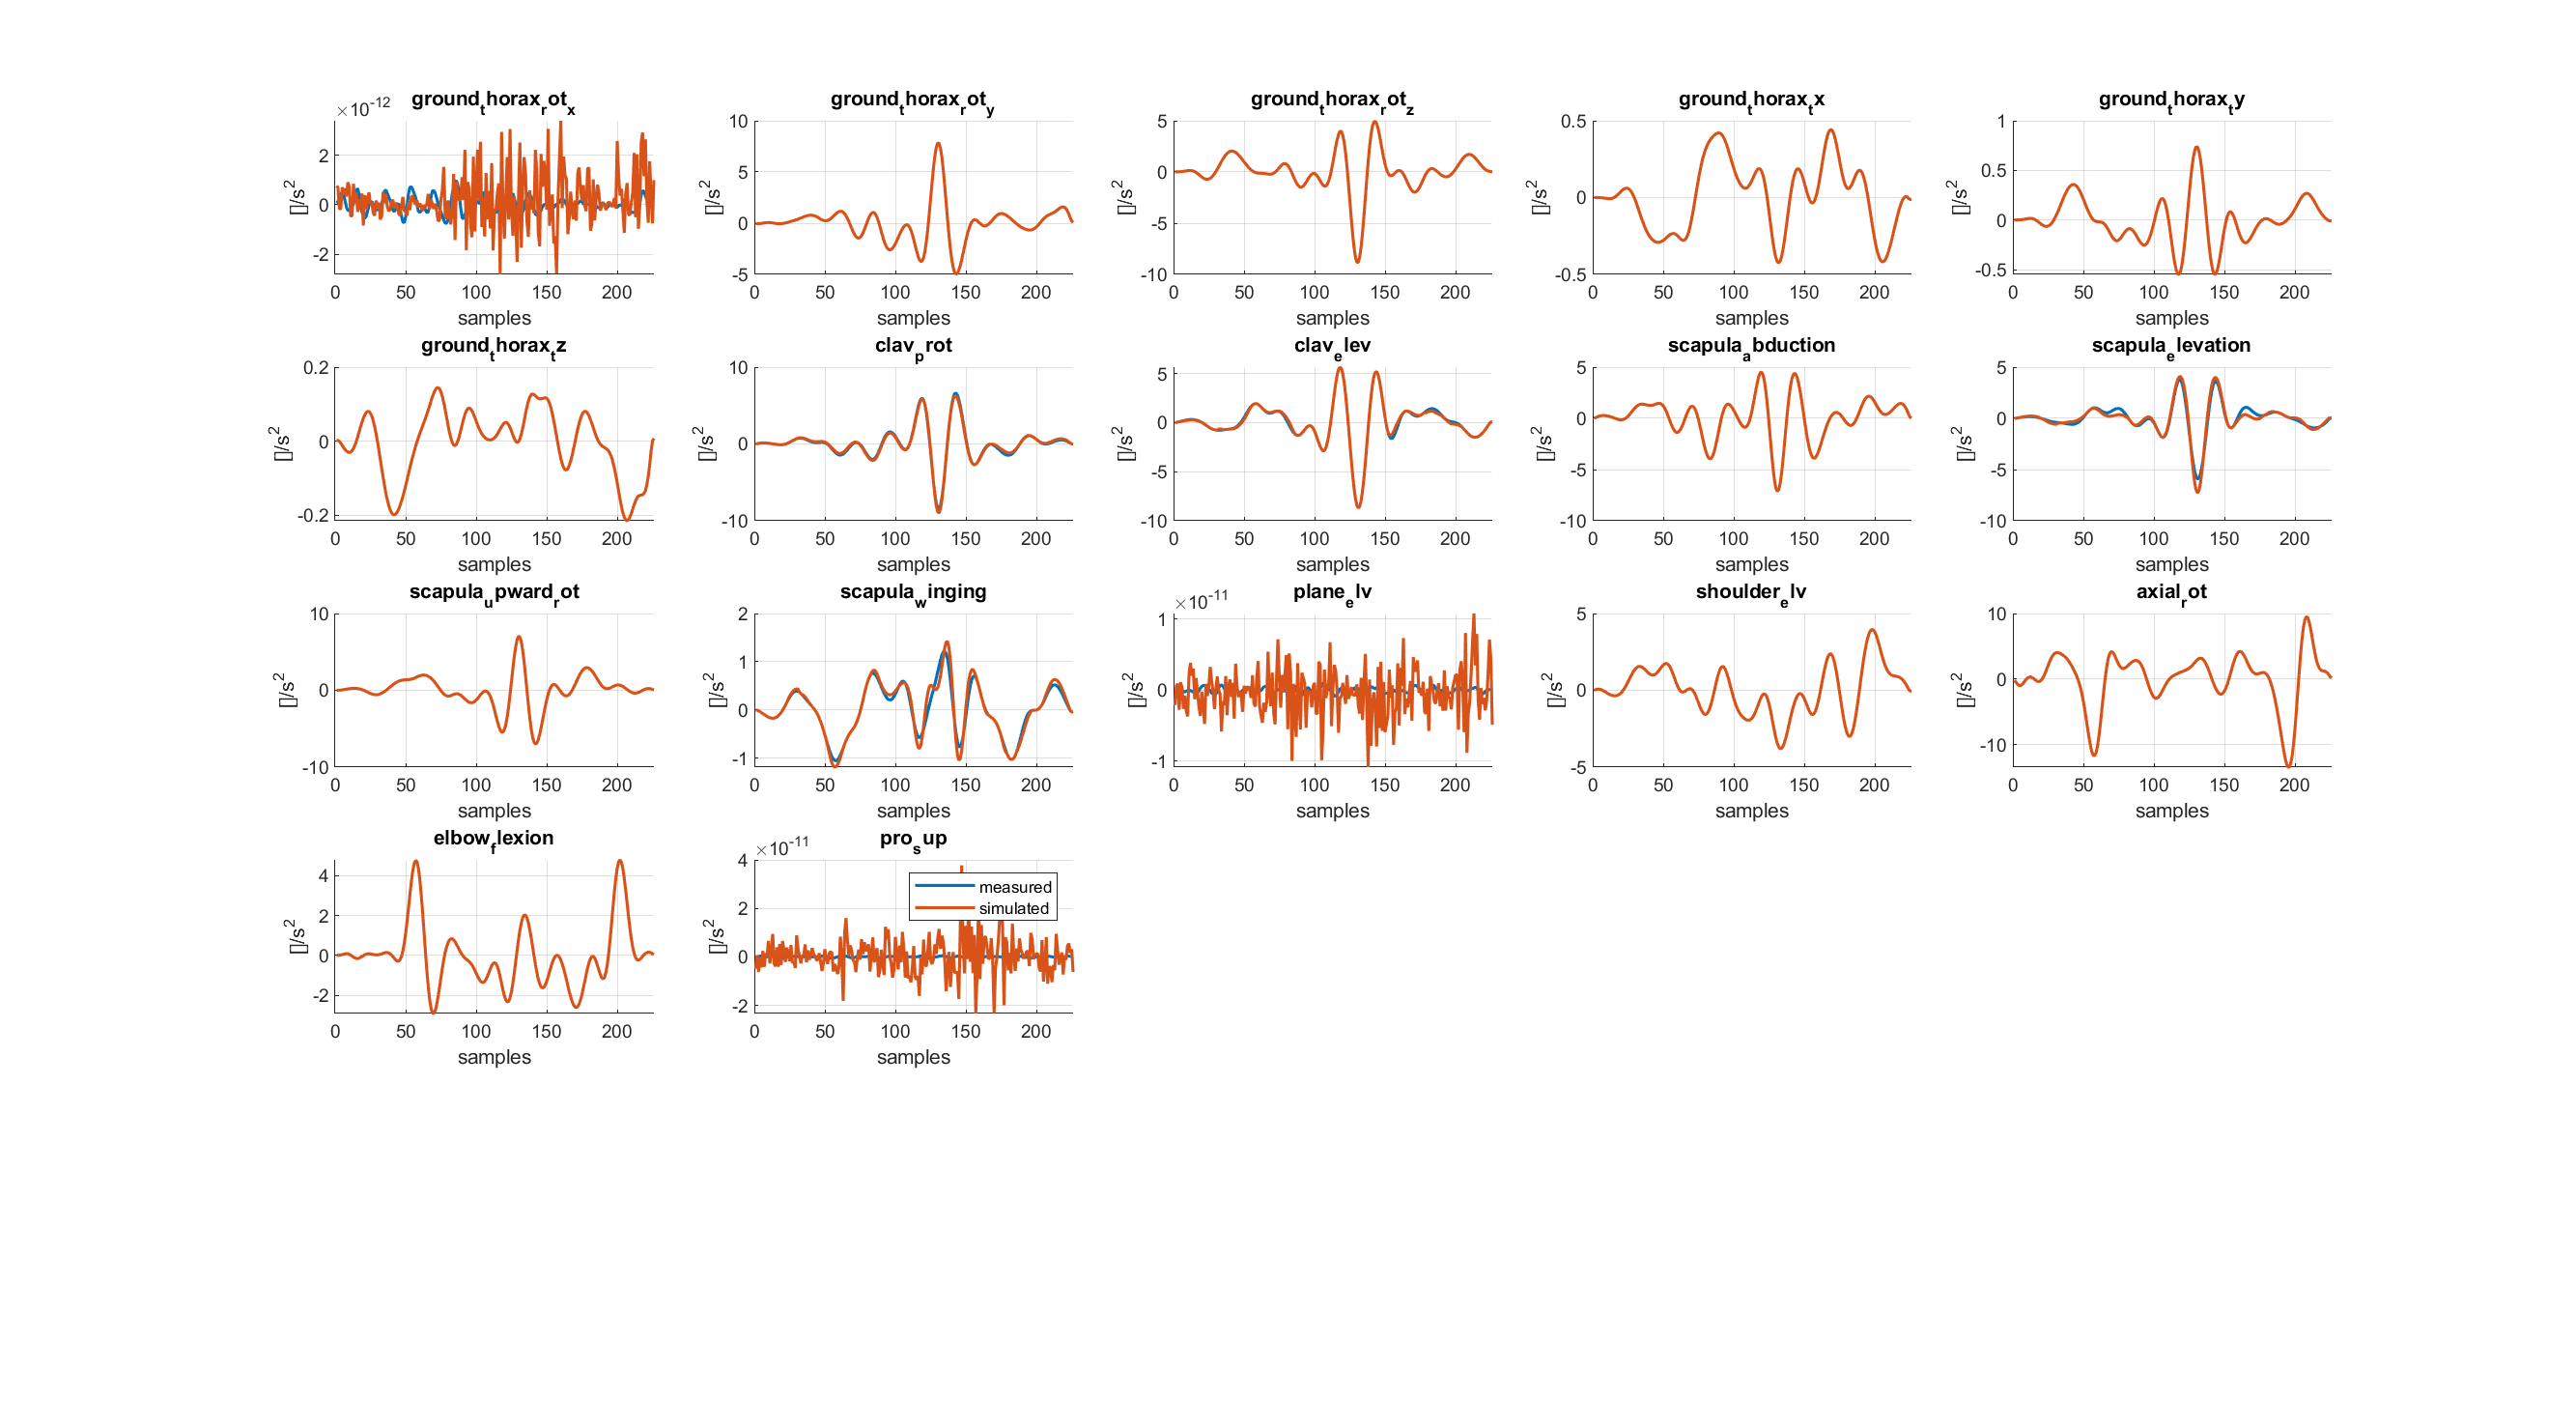 ground_thorax_rot_x ground_thorax_rot_y ground_thorax_rot_z ground_thorax_tx ground_thorax_ty
×10^-12
[]/s^2 2 0 -2
0 50 100 150 200
samples
[]/s^2 10 5 0 -5
0 50 100 150 200
samples
[]/s^2 5 0 -5 -10
0 50 100 150 200
samples
[]/s^2 0.5 0 -0.5
0 50 100 150 200
samples
[]/s^2 1 0.5 0 -0.5
0 50 100 150 200
samples
ground_thorax_tz clav_prot clav_elev scapula_abduction scapula_elevation
[]/s^2 0.2 0 -0.2
0 50 100 150 200
samples
[]/s^2 10 0 -10
0 50 100 150 200
samples
[]/s^2 5 0 -5 -10
0 50 100 150 200
samples
[]/s^2 5 0 -5 -10
0 50 100 150 200
samples
[]/s^2 5 0 -5 -10
0 50 100 150 200
samples
scapula_upward_rot scapula_winging plane_elv shoulder_elv axial_rot
[]/s^2 10 0 -10
0 50 100 150 200
samples
[]/s^2 2 1 0 -1
0 50 100 150 200
samples
×10^-11
[]/s^2 1 0 -1
0 50 100 150 200
samples
[]/s^2 5 0 -5
0 50 100 150 200
samples
[]/s^2 10 0 -10
0 50 100 150 200
samples
elbow_flexion pro_sup
[]/s^2 4 2 0 -2
0 50 100 150 200
samples
×10^-11
[]/s^2 4 2 0 -2
measured
simulated
0 50 100 150 200
samples